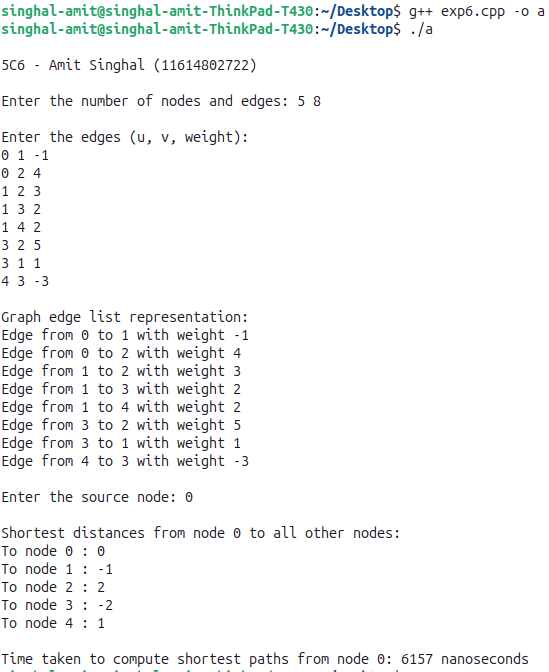 singhal-amit@singhal-amit-ThinkPad-T430:~/Desktop$ g++ exp6.cpp -o a
singhal-amit@singhal-amit-ThinkPad-T430:~/Desktop$ ./a
5C6 - Amit Singhal (11614802722)
Enter the number of nodes and edges: 5 8
Enter the edges (u, v, weight):
0 1 -1
0 2 4
1 2 3
1 3 2
1 4 2
3 2 5
3 1 1
4 3 -3
Graph edge list representation:
Edge from 0 to 1 with weight -1
Edge from 0 to 2 with weight 4
Edge from 1 to 2 with weight 3
Edge from 1 to 3 with weight 2
Edge from 1 to 4 with weight 2
Edge from 3 to 2 with weight 5
Edge from 3 to 1 with weight 1
Edge from 4 to 3 with weight -3
Enter the source node: 0
Shortest distances from node 0 to all other nodes:
To node 0 : 0
To node 1 : -1
To node 2 : 2
To node 3 : -2
To node 4 : 1
Time taken to compute shortest paths from node 0: 6157 nanoseconds